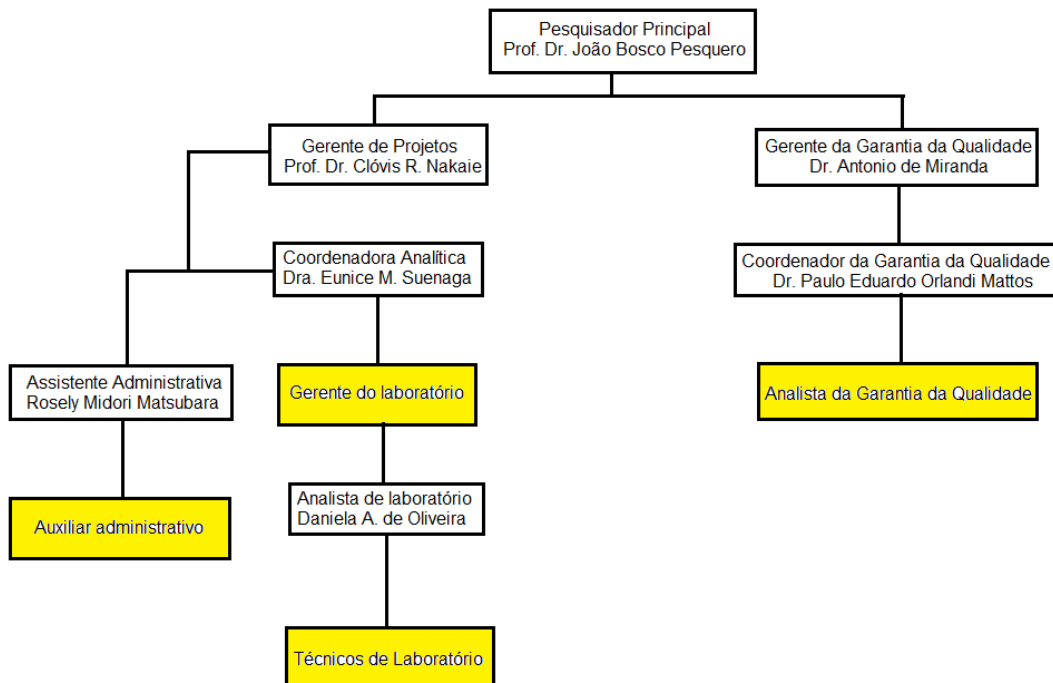 Pesquisador Principal
Prof. Dr. João Bosco Pesquero
Gerente de Projetos
Prof. Dr. Clóvis R. Nakaie
Gerente da Garantia da Qualidade
Dr. Antonio de Miranda
Coordenadora Analítica
Dra. Eunice M. Suenaga
Coordenador da Garantia da Qualidade
Dr. Paulo Eduardo Orlandi Mattos
Assistente Administrativa
Rosely Midori Matsubara
Gerente do laboratório
Analista da Garantia da Qualidade
Auxiliar administrativo
Analista de laboratório
Daniela A. de Oliveira
Técnicos de Laboratório